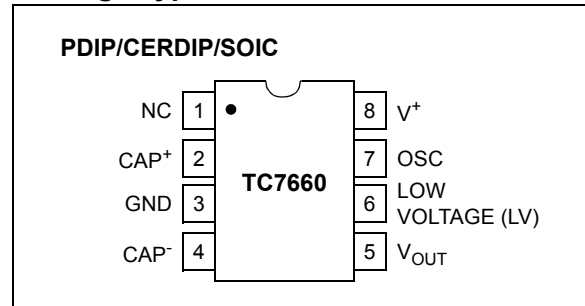 PDIP/CERDIP/SOIC
NC 1 8 V+
CAP+ 2 7 OSC
TC7660
GND 3 6 LOW
VOLTAGE (LV)
CAP- 4 5 VOUT